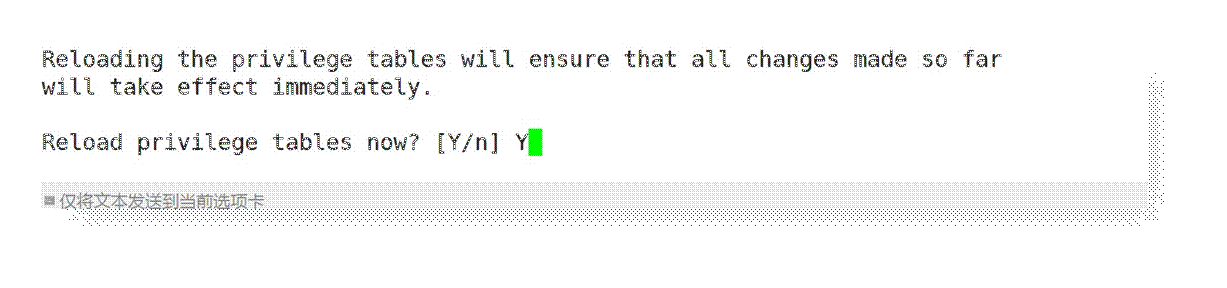 Reloading the privilege tables will ensure that all changes made so far
will take effect immediately.
Reload privilege tables now? [Y/n] Y
仅将文本发送到当前选项卡